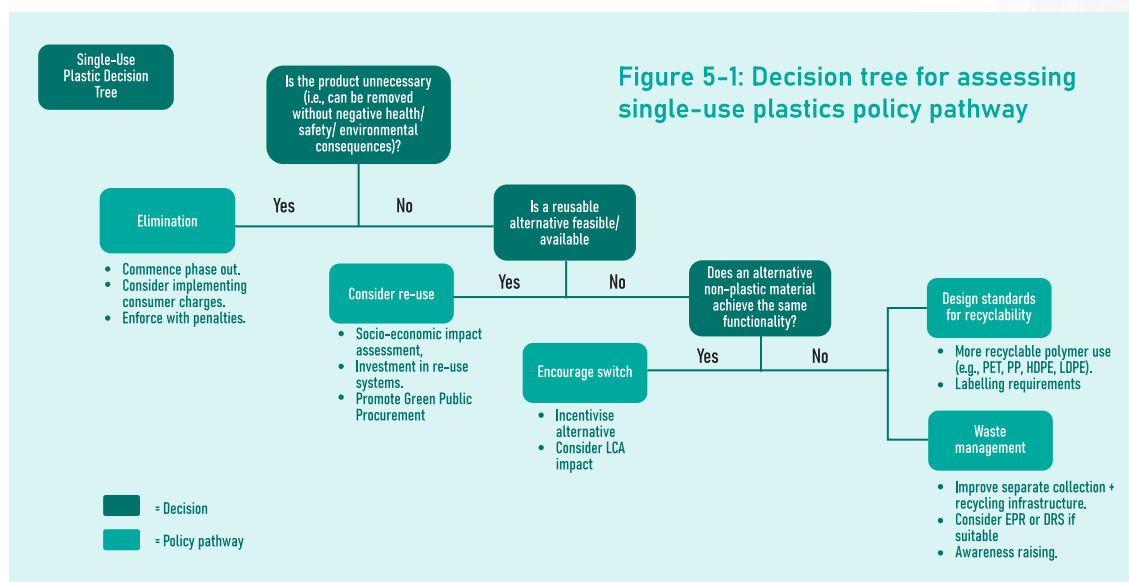 Single-Use
Plastic Decision
Tree
Is the product unnecessary
(i.e., can be removed
without negative health/
safety/ environmental
consequences)?
Figure 5-1: Decision tree for assessing
single-use plastics policy pathway
Elimination
Yes
No
Is a reusable
alternative feasible/
available
• Commence phase out.
• Consider implementing
consumer charges.
• Enforce with penalties.
Consider re-use
Yes
No
Does an alternative
non-plastic material
achieve the same
functionality?
• Socio-economic impact
assessment,
• Investment in re-use
systems.
• Promote Green Public
Procurement
Encourage switch
Yes
No
• Incentivise
alternative
• Consider LCA
impact
Design standards
for recyclability
• More recyclable polymer use
(e.g., PET, PP, HDPE, LDPE).
• Labelling requirements
Waste
management
• Improve separate collection +
recycling infrastructure.
• Consider EPR or DRS if
suitable
• Awareness raising.
= Decision
= Policy pathway